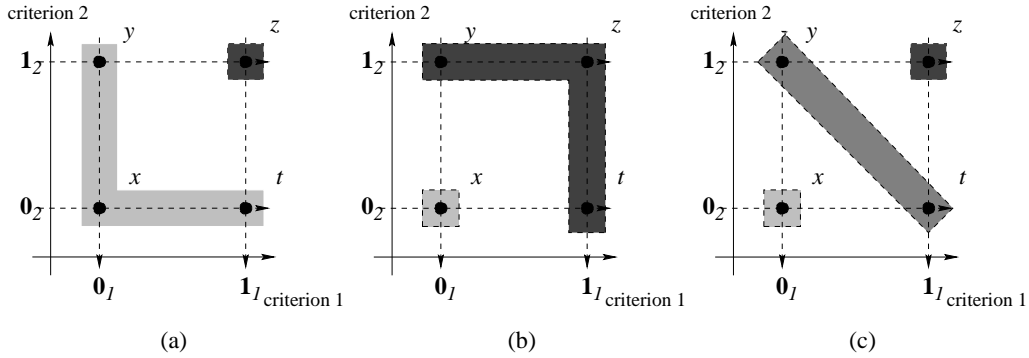 criterion 2 criterion 2 criterion 2
y z y z y z
1₂ 1₂ 1₂
x t x t x t
0₂ 0₂ 0₂
0₁ 1₁ criterion 1 0₁ 1₁ criterion 1 0₁ 1₁ criterion 1
(a) (b) (c)